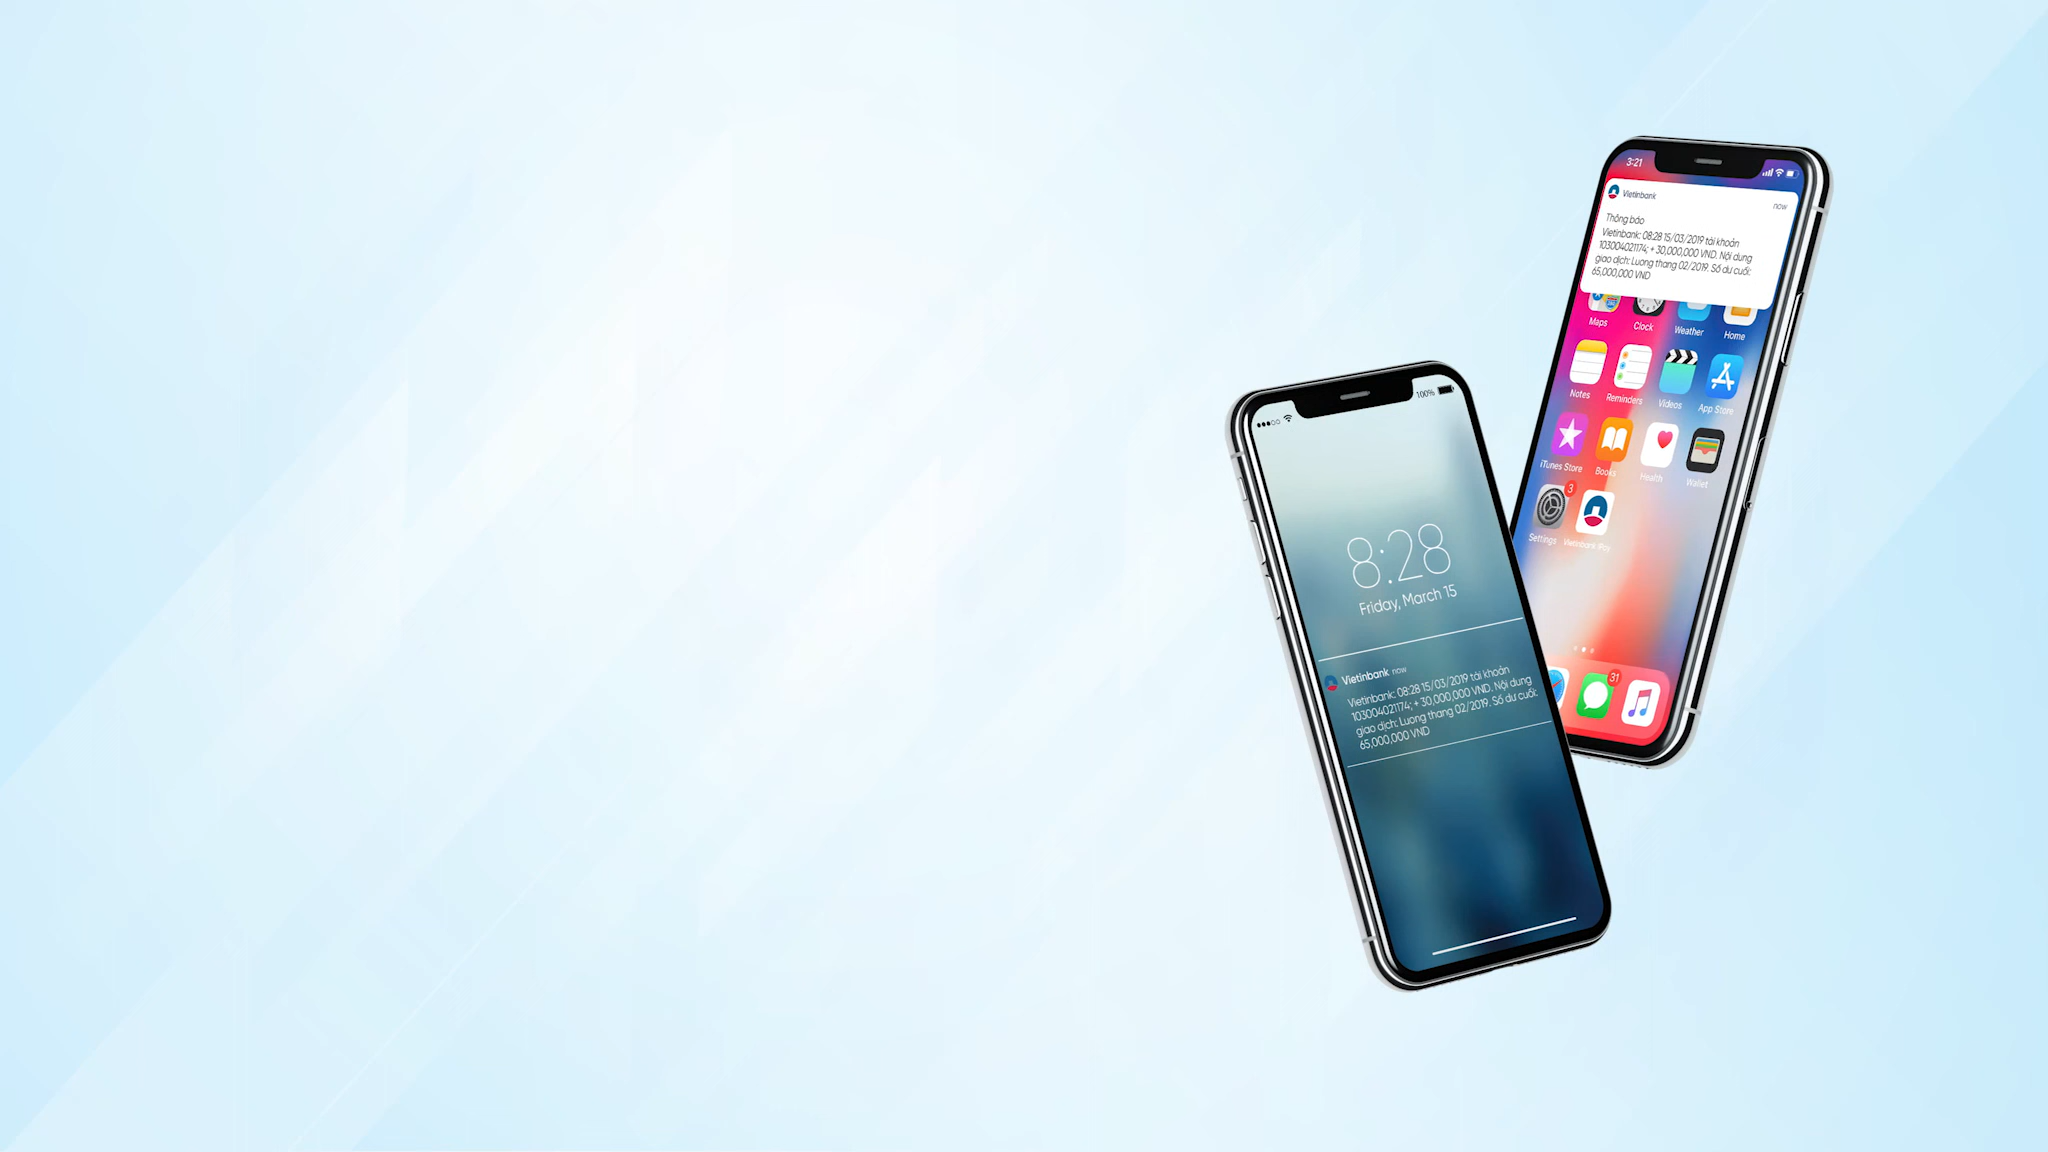 3:21
Vietinbank
now
Thông báo
Vietinbank: 08:28 15/03/2019 tài khoản
103004021174; + 30,000,000 VND. Nội dung
giao dịch: Luong thang 02/2019. Số dư cuối:
65,000,000 VND
Maps
Clock
Weather
Home
Notes
Reminders
Videos
App Store
iTunes Store
Books
Health
Wallet
3
Settings
Vietinbank iPay
31
100%
8:28
Friday, March 15
Vietinbank now
Vietinbank: 08:28 15/03/2019 tài khoản
103004021174; + 30,000,000 VND. Nội dung
giao dịch: Luong thang 02/2019. Số dư cuối:
65,000,000 VND